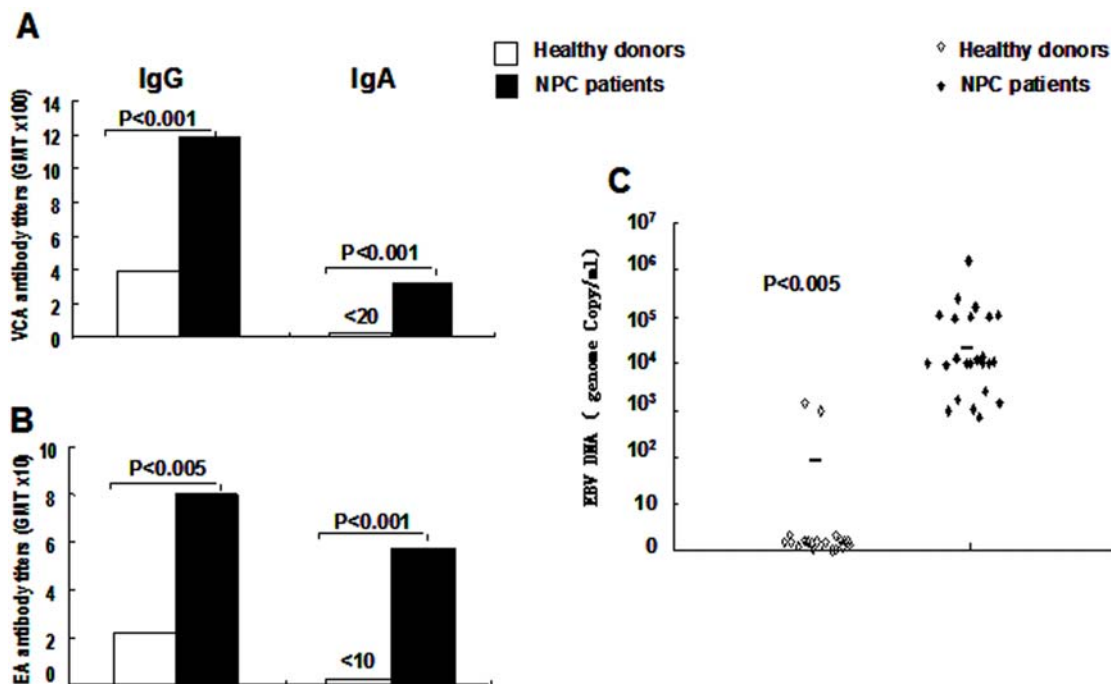 A
IgG
IgA
Healthy donors
NPC patients
Healthy donors
NPC patients
VCA antibody titers (GMT x100)
14
12
10
8
6
4
2
0
P<0.001
P<0.001
<20
B
EA antibody titers (GMT x10)
10
8
6
4
2
0
P<0.005
P<0.001
<10
C
EBV DNA ( genome Copy/ml)
10⁷
10⁶
10⁵
10⁴
10³
10²
10
0
P<0.005